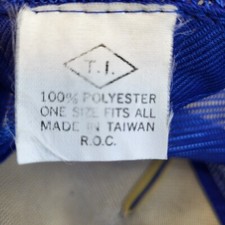 T.I.
100% POLYESTER
ONE SIZE FITS ALL
MADE IN TAIWAN
R.O.C.